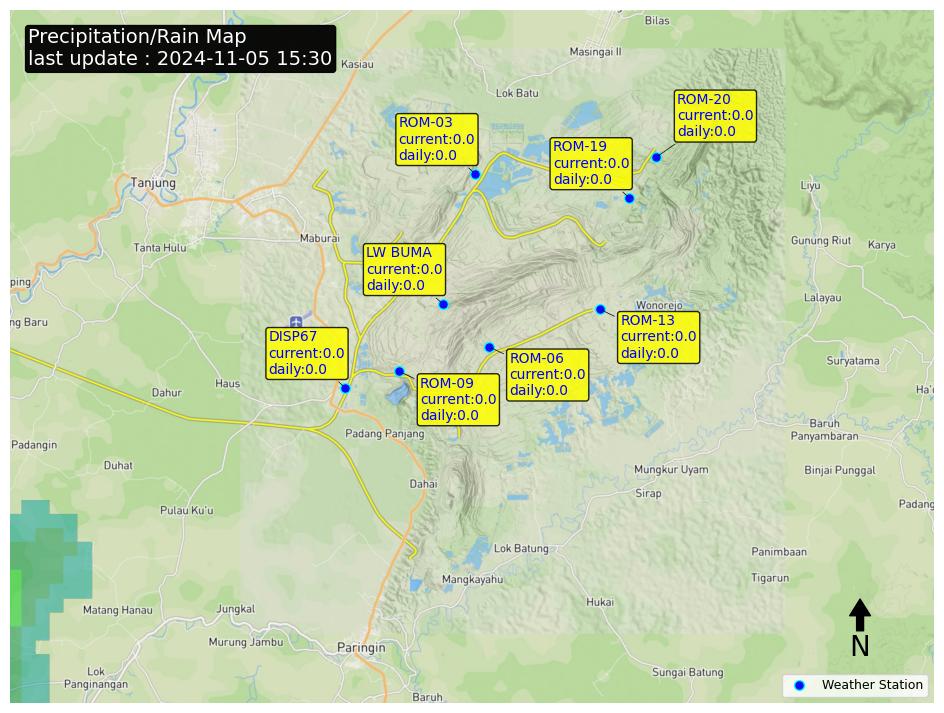 Precipitation/Rain Map
last update : 2024-11-05 15:30
Bilas
Masingai II
Kasiau
Lok Batu
ROM-20
current:0.0
daily:0.0
ROM-03
current:0.0
daily:0.0
ROM-19
current:0.0
daily:0.0
Tanjung
Liyu
Maburai
Tanta Hulu
Gunung Riut
Karya
LW BUMA
current:0.0
daily:0.0
ping
Lalayau
Wonorejo
ng Baru
ROM-13
current:0.0
daily:0.0
DISP67
current:0.0
daily:0.0
ROM-06
current:0.0
daily:0.0
Suryatama
Haus
Dahur
ROM-09
current:0.0
daily:0.0
Ha'
Baruh
Panyambaran
Padang Panjang
Padangin
Duhat
Mungkur Uyam
Binjai Punggal
Dahai
Sirap
Padang
Pulau Ku'u
Lok Batung
Panimbaan
Mangkayahu
Tigarun
Matang Hanau
Jungkal
Hukai
Murung Jambu
Paringin
N
Lok
Panginangan
Sungai Batung
Weather Station
Baruh